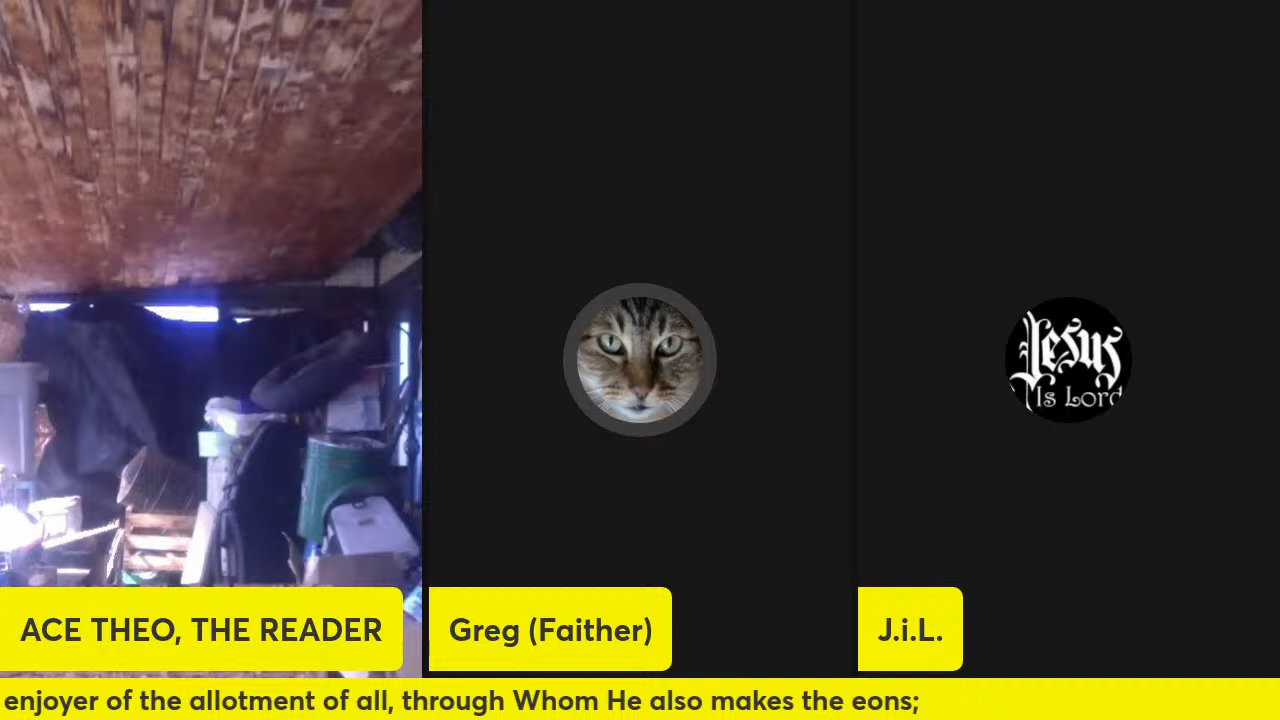 Jesus
Is Lord
ACE THEO, THE READER
Greg (Faither)
J.i.L.
enjoyer of the allotment of all, through Whom He also makes the eons;